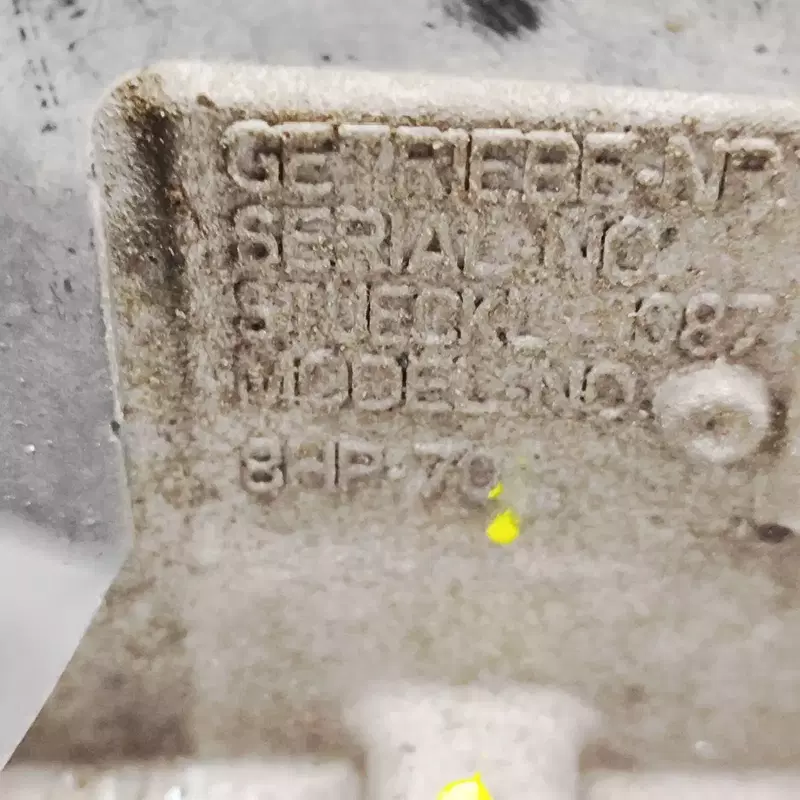 GETRIEBE-NR
SERIAL-NO.
STUECKL 1087
MODEL-NO.
8HP-70